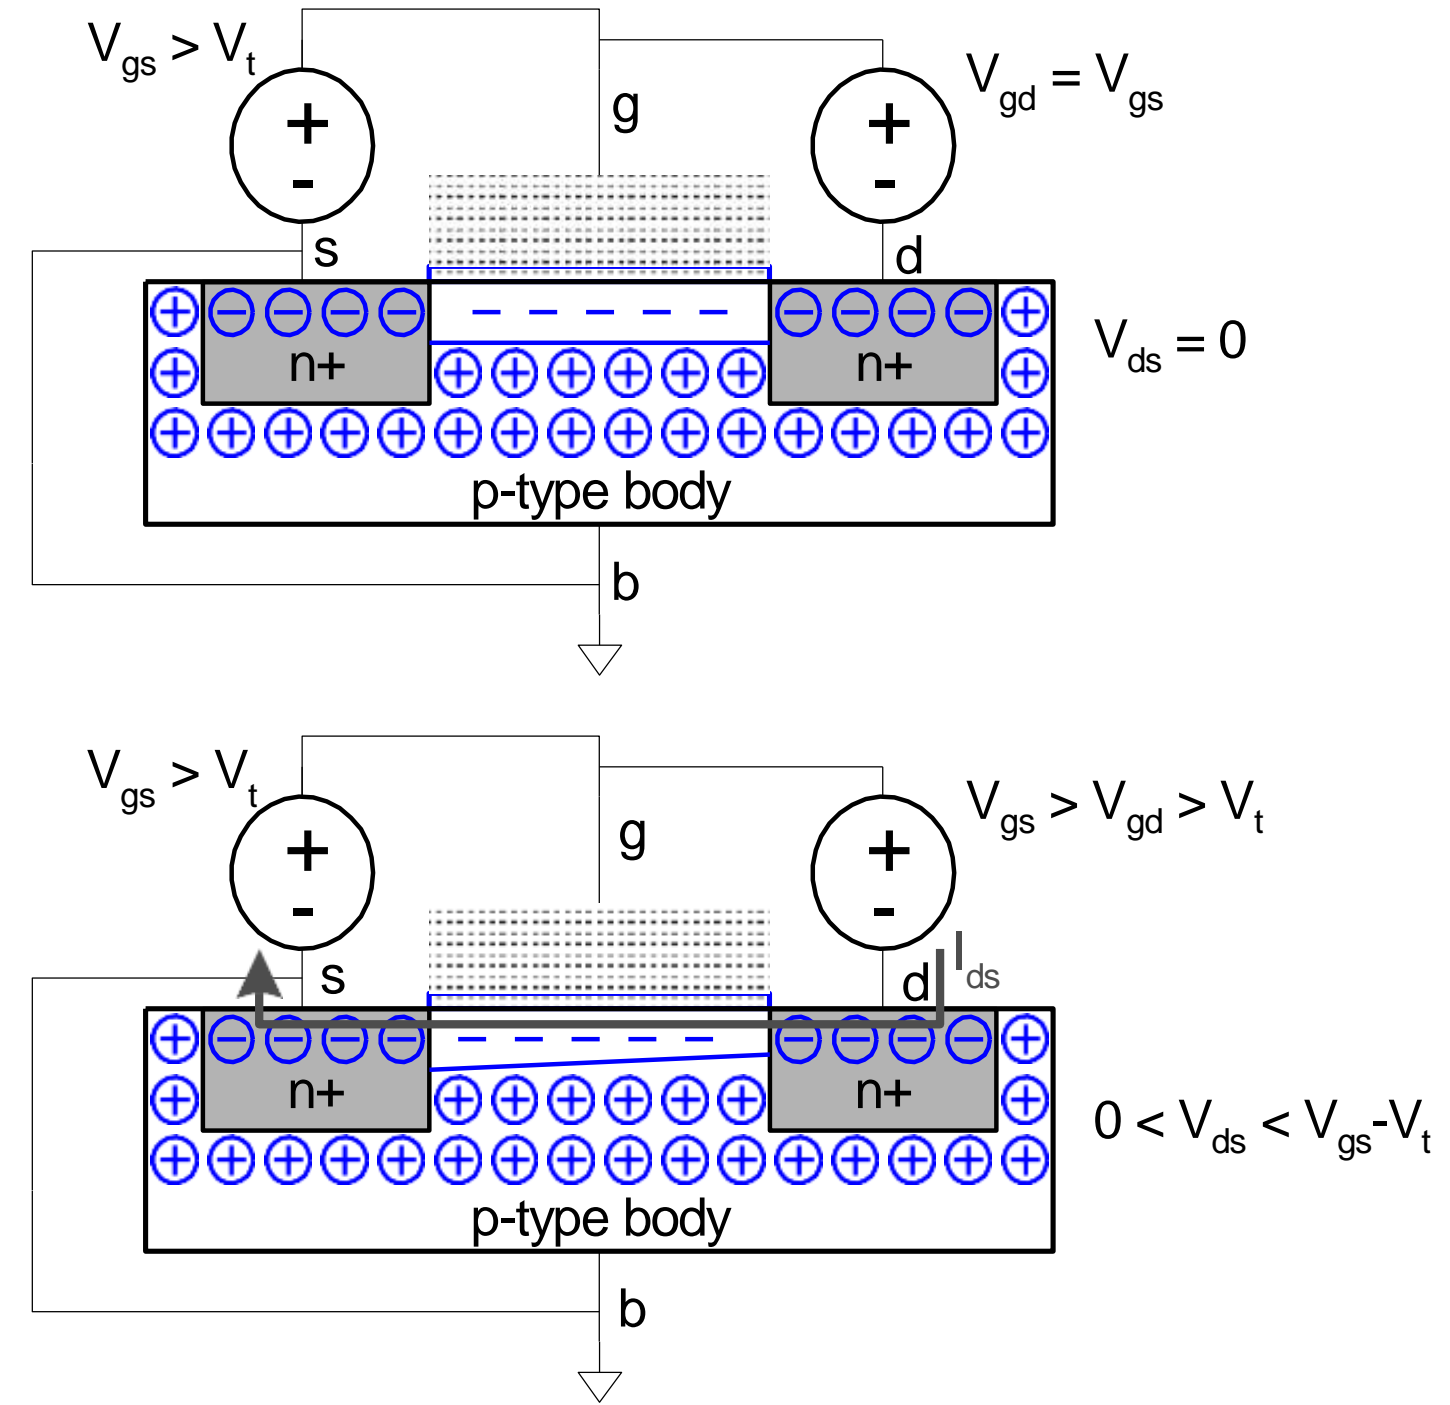 Vgs > Vt
Vgd = Vgs
+
-
g
+
-
s
d
n+
n+
Vds = 0
p-type body
b
Vgs > Vt
Vgs > Vgd > Vt
+
-
g
+
-
s
d
Ids
n+
n+
0 < Vds < Vgs-Vt
p-type body
b